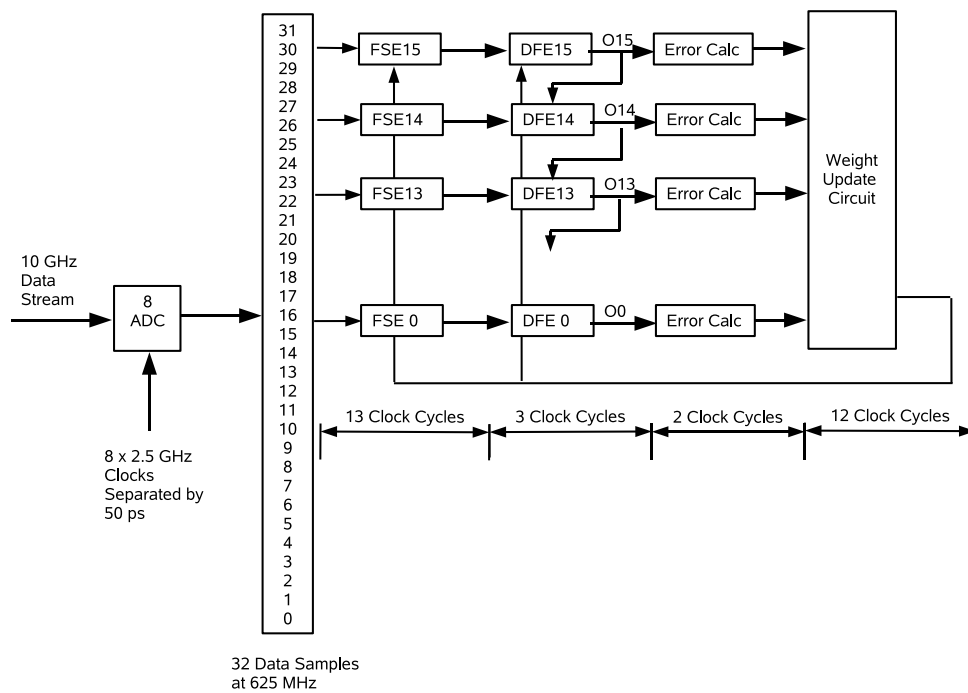 10 GHz
Data
Stream
8
ADC
8 x 2.5 GHz
Clocks
Separated by
50 ps
31
30
29
28
27
26
25
24
23
22
21
20
19
18
17
16
15
14
13
12
11
10
9
8
7
6
5
4
3
2
1
0
32 Data Samples
at 625 MHz
FSE15
DFE15
O15
Error Calc
FSE14
DFE14
O14
Error Calc
FSE13
DFE13
O13
Error Calc
FSE 0
DFE 0
O0
Error Calc
Weight
Update
Circuit
13 Clock Cycles
3 Clock Cycles
2 Clock Cycles
12 Clock Cycles